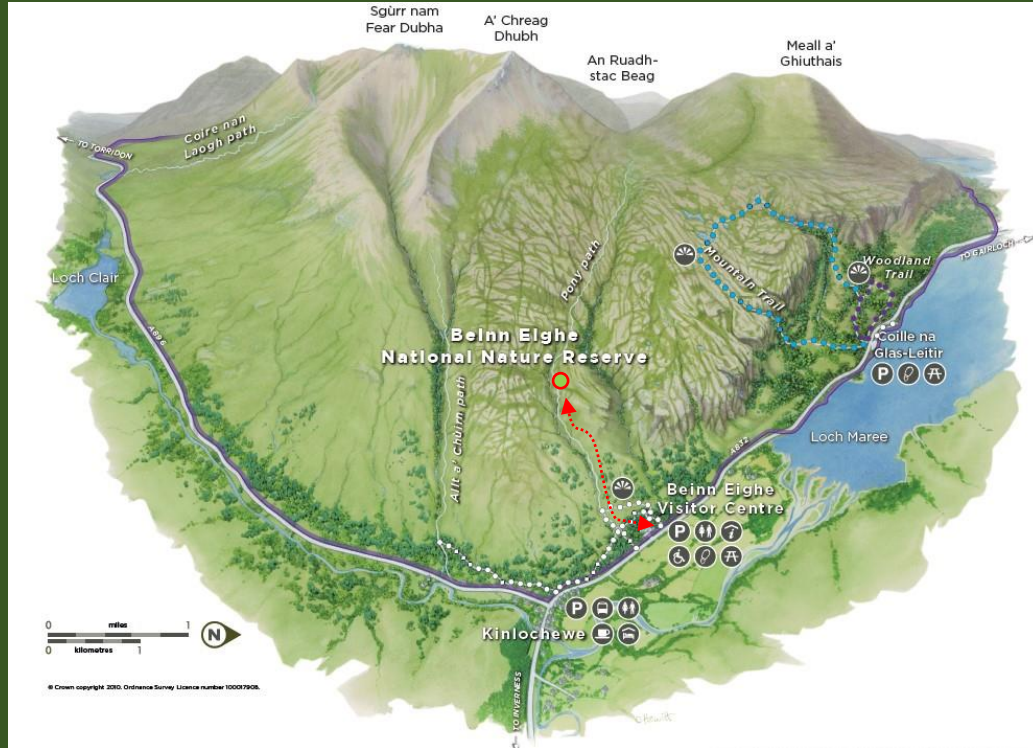 Sgùrr nam
Fear Dubha
A' Chreag
Dhubh
An Ruadh-
stac Beag
Meall a'
Ghiuthais
Coire nan
Laogh path
TO TORRIDON
Loch Clair
A896
Pony path
Mountain Trail
Woodland
Trail
TO GAIRLOCH
Beinn Eighe
National Nature Reserve
Coille na
Glas-Leitir
P
Allt a' Chuirn path
A832
Loch Maree
Beinn Eighe
Visitor Centre
P i
P
Kinlochewe
0 miles 1
0 kilometres 1
N
TO INVERNESS
© Crown copyright 2010. Ordnance Survey Licence number 100017908.